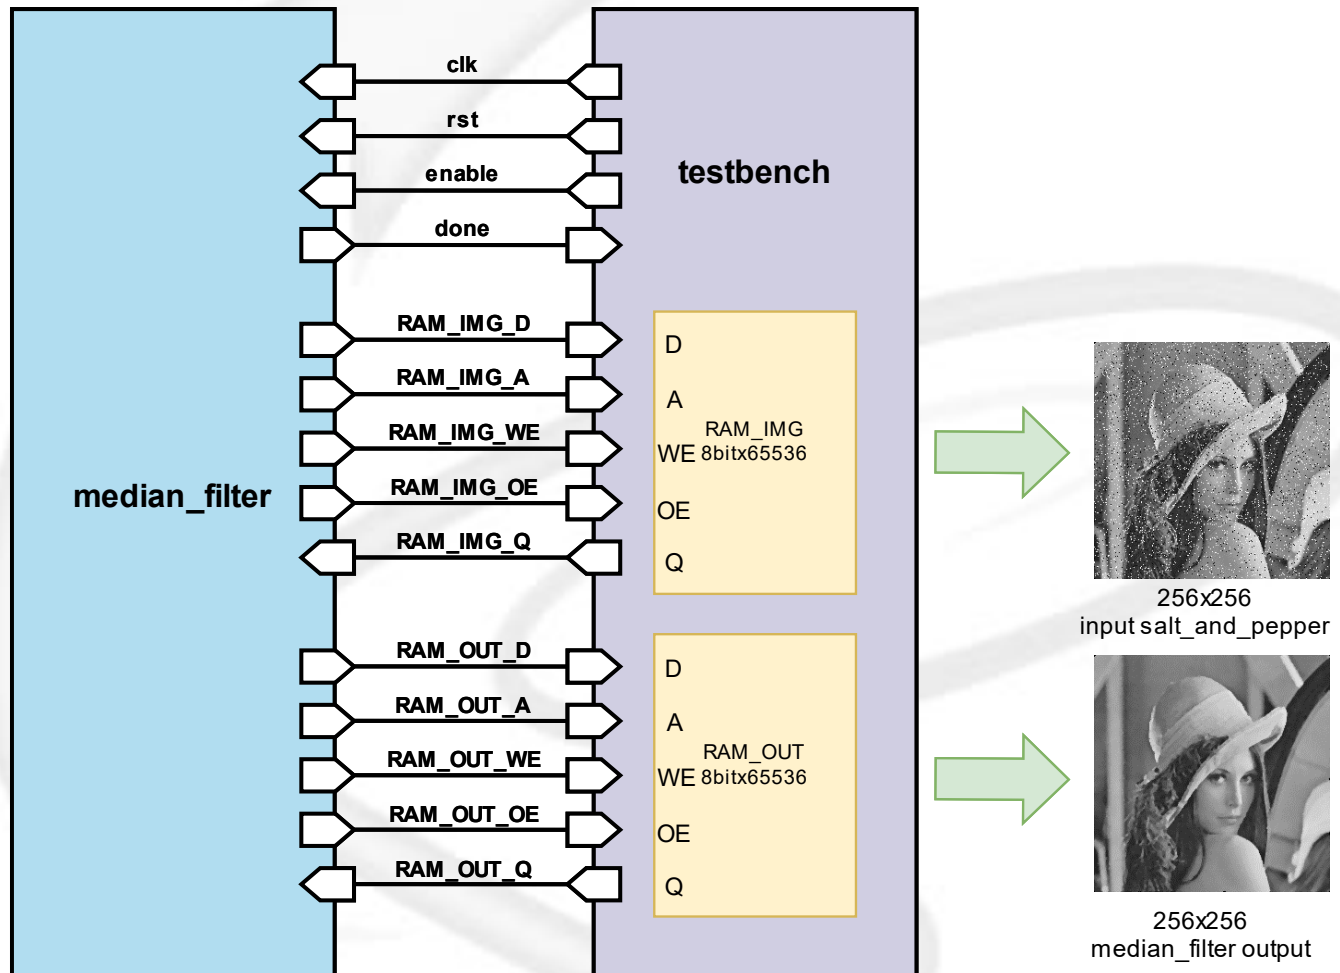 clk
rst
enable
done
testbench
median_filter
RAM_IMG_D
RAM_IMG_A
RAM_IMG_WE
RAM_IMG_OE
RAM_IMG_Q
D
A
RAM_IMG
WE 8bitx65536
OE
Q
RAM_OUT_D
RAM_OUT_A
RAM_OUT_WE
RAM_OUT_OE
RAM_OUT_Q
D
A
RAM_OUT
WE 8bitx65536
OE
Q
256x256
input salt_and_pepper
256x256
median_filter output